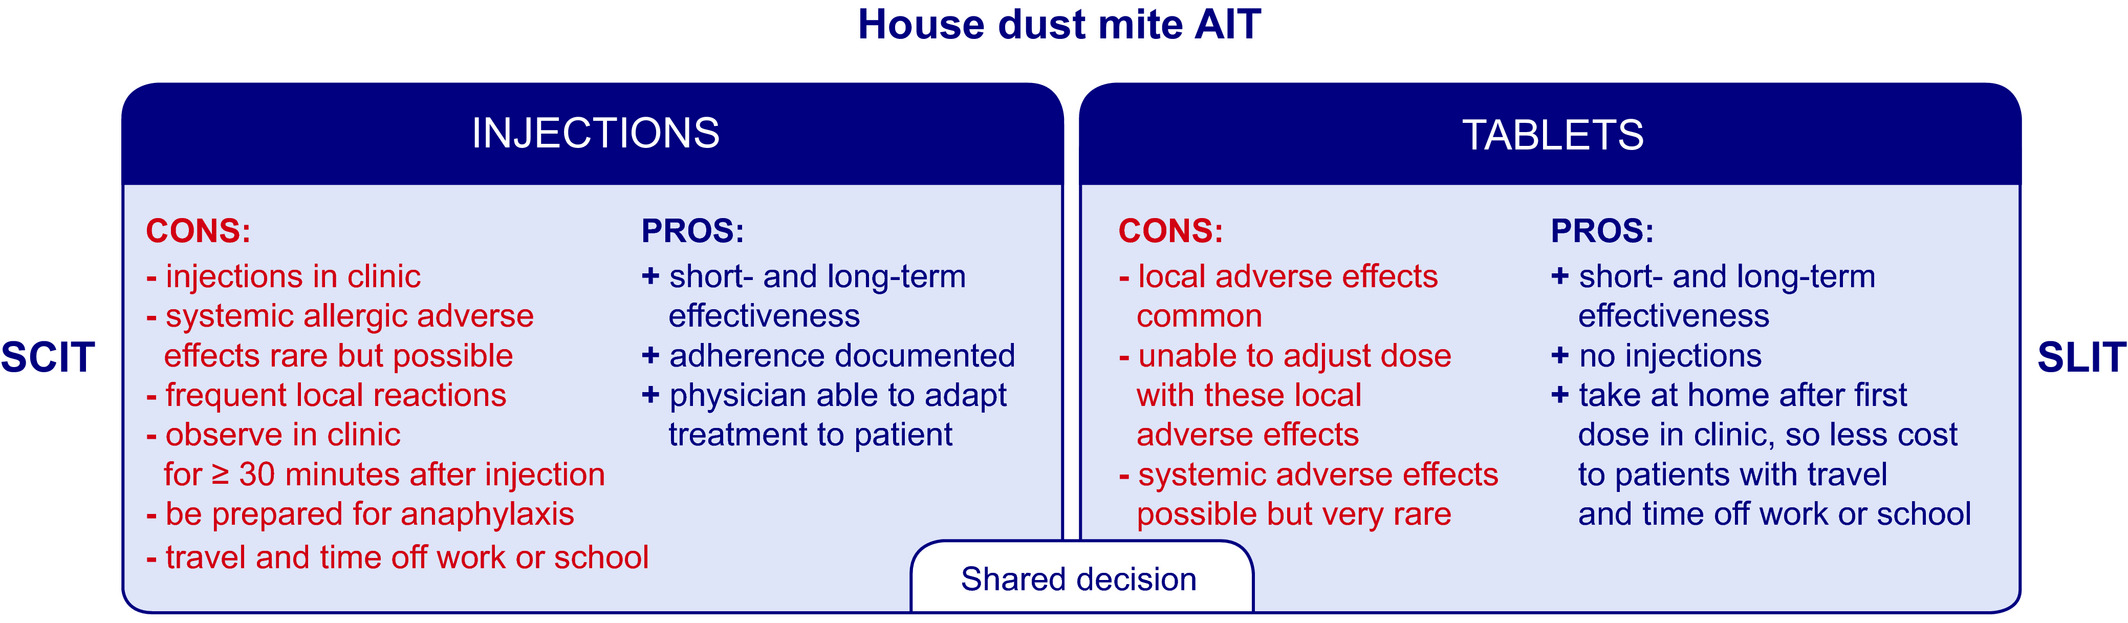 House dust mite AIT
SCIT
INJECTIONS
CONS:
- injections in clinic
- systemic allergic adverse
effects rare but possible
- frequent local reactions
- observe in clinic
for ≥ 30 minutes after injection
- be prepared for anaphylaxis
- travel and time off work or school
PROS:
+ short- and long-term
effectiveness
+ adherence documented
+ physician able to adapt
treatment to patient
TABLETS
CONS:
- local adverse effects
common
- unable to adjust dose
with these local
adverse effects
- systemic adverse effects
possible but very rare
PROS:
+ short- and long-term
effectiveness
+ no injections
+ take at home after first
dose in clinic, so less cost
to patients with travel
and time off work or school
SLIT
Shared decision